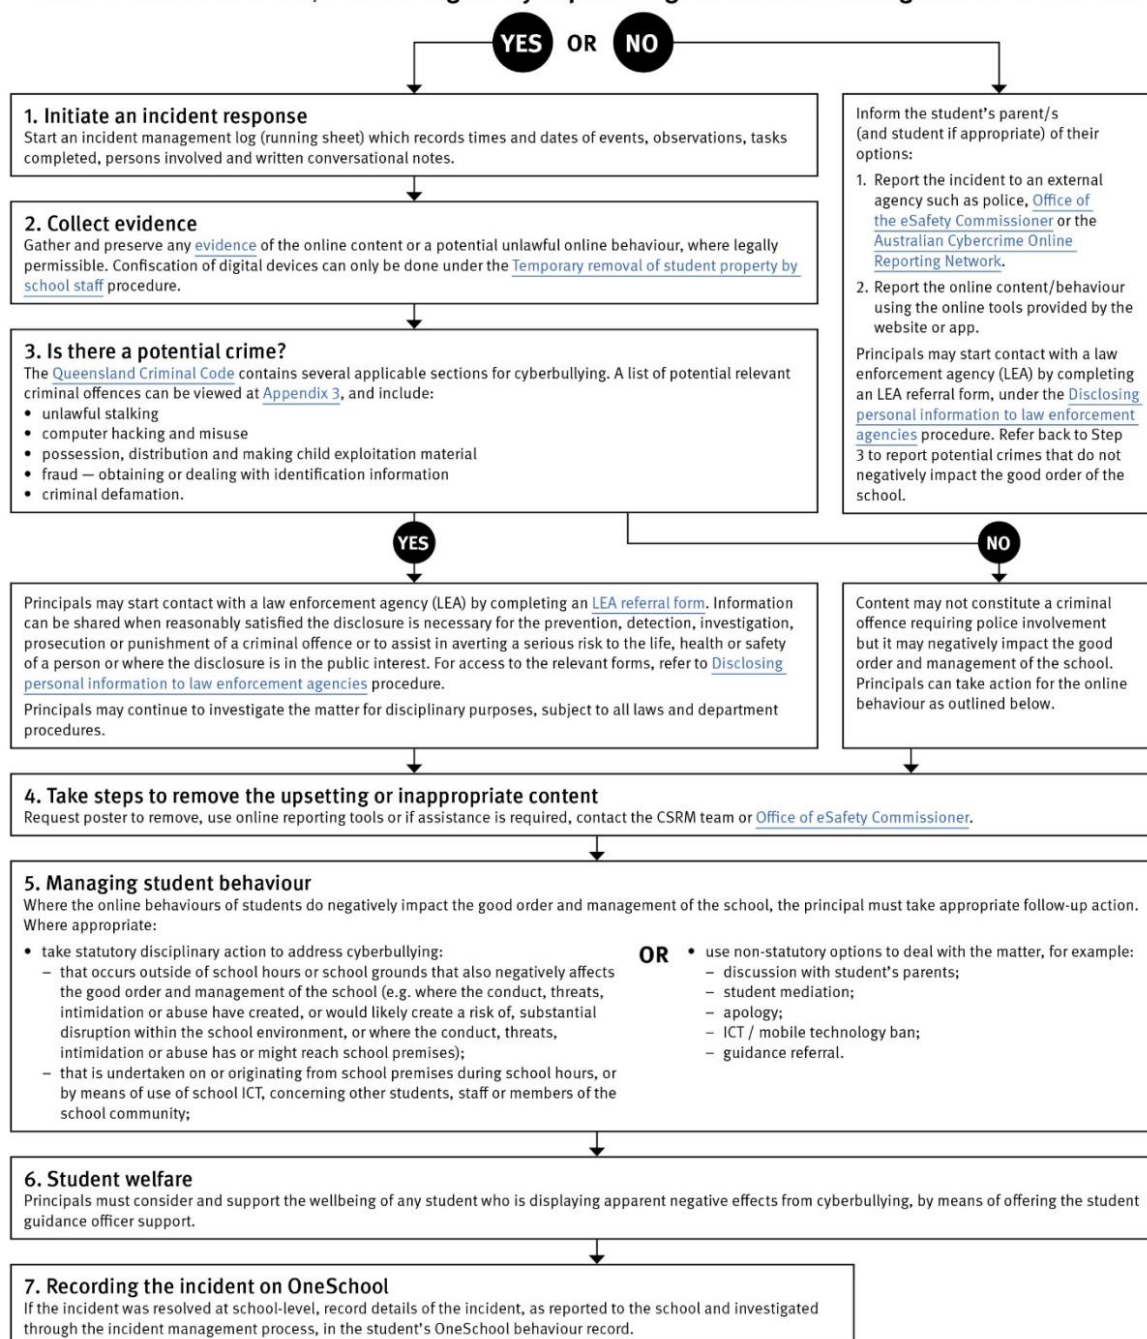 YES OR NO
1. Initiate an incident response
Start an incident management log (running sheet) which records times and dates of events, observations, tasks
completed, persons involved and written conversational notes.
2. Collect evidence
Gather and preserve any evidence of the online content or a potential unlawful online behaviour, where legally
permissible. Confiscation of digital devices can only be done under the Temporary removal of student property by
school staff procedure.
3. Is there a potential crime?
The Queensland Criminal Code contains several applicable sections for cyberbullying. A list of potential relevant
criminal offences can be viewed at Appendix 3, and include:
• unlawful stalking
• computer hacking and misuse
• possession, distribution and making child exploitation material
• fraud — obtaining or dealing with identification information
• criminal defamation.
Inform the student's parent/s
(and student if appropriate) of their
options:
1. Report the incident to an external
agency such as police, Office of
the eSafety Commissioner or the
Australian Cybercrime Online
Reporting Network.
2. Report the online content/behaviour
using the online tools provided by the
website or app.
Principals may start contact with a law
enforcement agency (LEA) by completing
an LEA referral form, under the Disclosing
personal information to law enforcement
agencies procedure. Refer back to Step
3 to report potential crimes that do not
negatively impact the good order of the
school.
YES
NO
Principals may start contact with a law enforcement agency (LEA) by completing an LEA referral form. Information
can be shared when reasonably satisfied the disclosure is necessary for the prevention, detection, investigation,
prosecution or punishment of a criminal offence or to assist in averting a serious risk to the life, health or safety
of a person or where the disclosure is in the public interest. For access to the relevant forms, refer to Disclosing
personal information to law enforcement agencies procedure.
Principals may continue to investigate the matter for disciplinary purposes, subject to all laws and department
procedures.
Content may not constitute a criminal
offence requiring police involvement
but it may negatively impact the good
order and management of the school.
Principals can take action for the online
behaviour as outlined below.
4. Take steps to remove the upsetting or inappropriate content
Request poster to remove, use online reporting tools or if assistance is required, contact the CSRM team or Office of eSafety Commissioner.
5. Managing student behaviour
Where the online behaviours of students do negatively impact the good order and management of the school, the principal must take appropriate follow-up action.
Where appropriate:
• take statutory disciplinary action to address cyberbullying:
– that occurs outside of school hours or school grounds that also negatively affects
the good order and management of the school (e.g. where the conduct, threats,
intimidation or abuse have created, or would likely create a risk of, substantial
disruption within the school environment, or where the conduct, threats,
intimidation or abuse has or might reach school premises);
– that is undertaken on or originating from school premises during school hours, or
by means of use of school ICT, concerning other students, staff or members of the
school community;
OR
• use non-statutory options to deal with the matter, for example:
– discussion with student's parents;
– student mediation;
– apology;
– ICT / mobile technology ban;
– guidance referral.
6. Student welfare
Principals must consider and support the wellbeing of any student who is displaying apparent negative effects from cyberbullying, by means of offering the student
guidance officer support.
7. Recording the incident on OneSchool
If the incident was resolved at school-level, record details of the incident, as reported to the school and investigated
through the incident management process, in the student's OneSchool behaviour record.